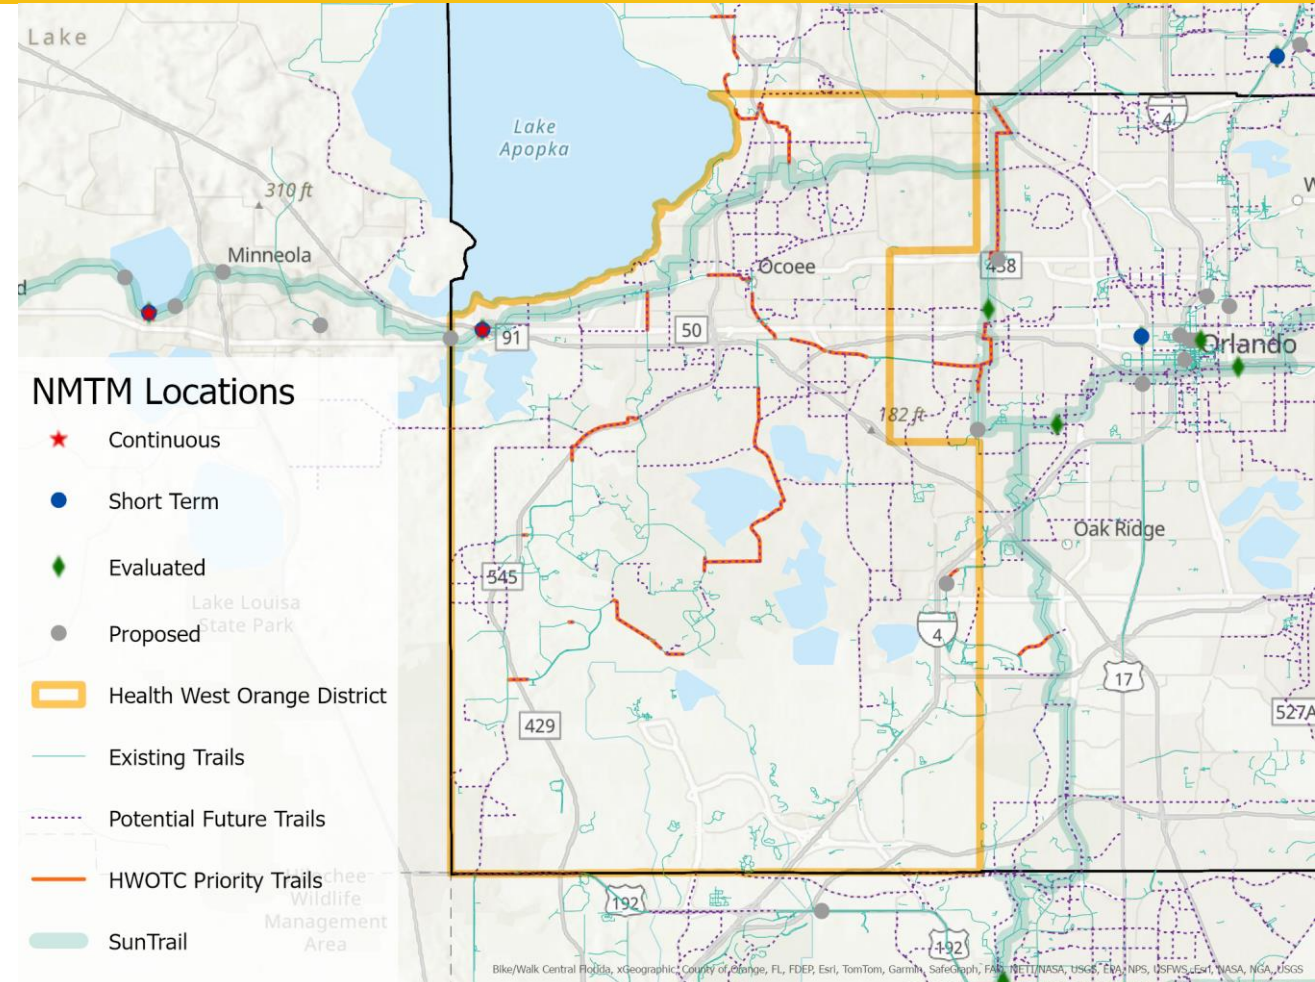 Lake
Lake
Apopka
310 ft
Minneola
Ocoee
438
4
91
50
Orlando
182 ft
NMTM Locations
Continuous
Short Term
Evaluated
Proposed
Health West Orange District
Existing Trails
Potential Future Trails
HWOTC Priority Trails
SunTrail
Lake Louisa
State Park
Wildlife
Management
Area
545
Oak Ridge
4
17
527A
429
192
192
Bike/Walk Central Florida, xGeographic, County of Orange, FL, FDEP, Esri, TomTom, Garmin, SafeGraph, FAO, METI/NASA, USGS, EPA, NPS, USFWS, Esri, NASA, NGA, USGS